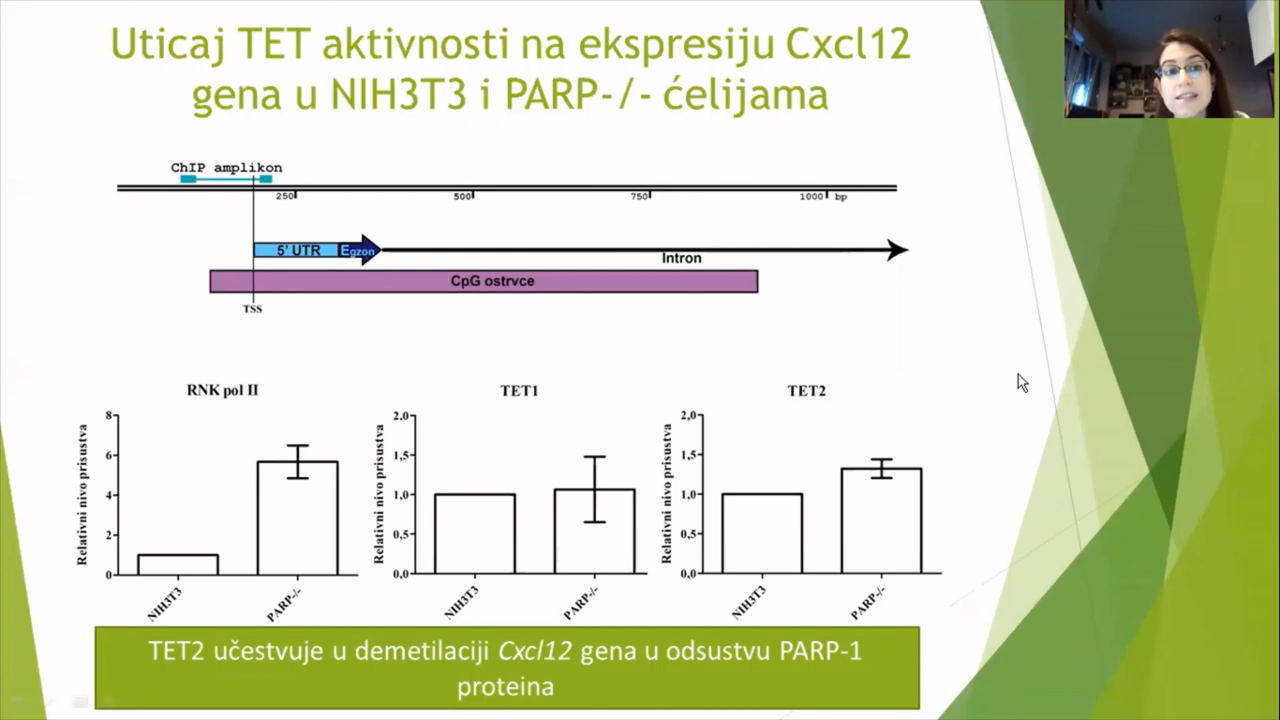 Uticaj TET aktivnosti na ekspresiju Cxcl12
gena u NIH3T3 i PARP-/- ćelijama
ChIP amplikon
250 500 750 1000 bp
5' UTR Egzon
Intron
CpG ostrvce
TSS
RNK pol II
Relativni nivo prisustva
8
6
4
2
0
NIH3T3 PARP-/-
TET1
Relativni nivo prisustva
2,0
1,5
1,0
0,5
0,0
NIH3T3 PARP-/-
TET2
Relativni nivo prisustva
2,0
1,5
1,0
0,5
0,0
NIH3T3 PARP-/-
TET2 učestvuje u demetilaciji Cxcl12 gena u odsustvu PARP-1
proteina